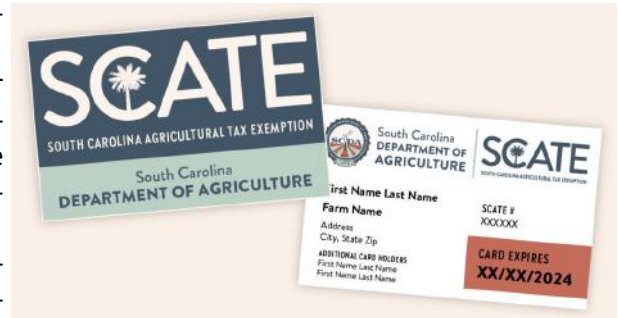 SCATE
SOUTH CAROLINA AGRICULTURAL TAX EXEMPTION
South Carolina
DEPARTMENT OF AGRICULTURE
SCDA
South Carolina
DEPARTMENT OF
AGRICULTURE
SCATE
SOUTH CAROLINA AGRICULTURAL TAX EXEMPTION
First Name Last Name
Farm Name
Address
City, State Zip
ADDITIONAL CARD HOLDERS
First Name Last Name
First Name Last Name
SCATE #
XXXXXX
CARD EXPIRES
XX/XX/2024